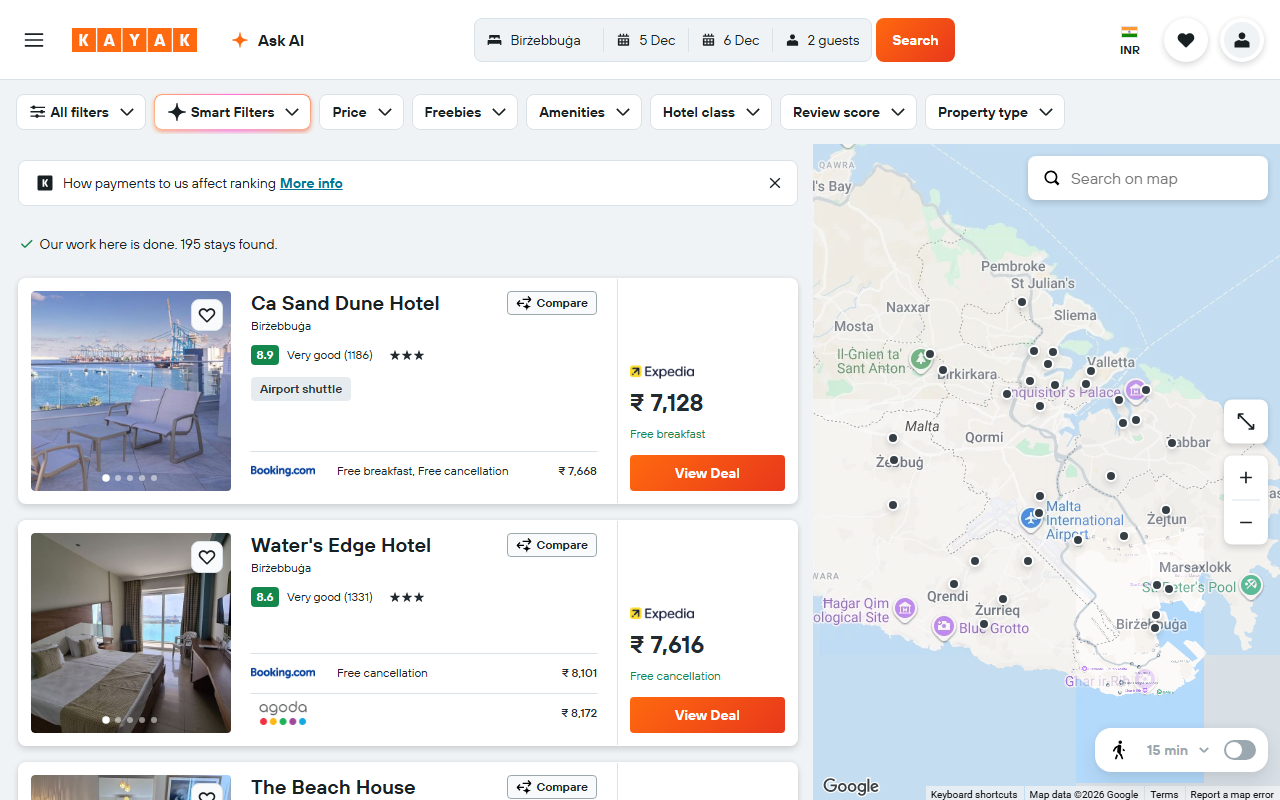 KAYAK
Ask AI
Birżebbuġa
5 Dec
6 Dec
2 guests
Search
INR
All filters
Smart Filters
Price
Freebies
Amenities
Hotel class
Review score
Property type
K
How payments to us affect ranking More info
Our work here is done. 195 stays found.
Ca Sand Dune Hotel
Compare
Birżebbuġa
8.9 Very good (1186)
Airport shuttle
Booking.com Free breakfast, Free cancellation ₹ 7,668
Expedia
₹ 7,128
Free breakfast
View Deal
Water's Edge Hotel
Compare
Birżebbuġa
8.6 Very good (1331)
Booking.com Free cancellation ₹ 8,101
agoda ₹ 8,172
Expedia
₹ 7,616
Free cancellation
View Deal
The Beach House
Compare
Search on map
QAWRA
l's Bay
Pembroke
St Julian's
Naxxar
Sliema
Mosta
Il-Ġnien ta'
Sant Anton
Birkirkara
Valletta
nquisitor's Palace
Malta
Qormi
Żabbar
Żebbuġ
Malta
International
Airport
Żejtun
Marsaxlokk
St Peter's Pool
WARA
Qrendi
Ħaġar Qim
ological Site
Żurrieq
Blue Grotto
Birżebbuġa
15 min
Google
Keyboard shortcuts
Map data ©2026 Google
Terms
Report a map error